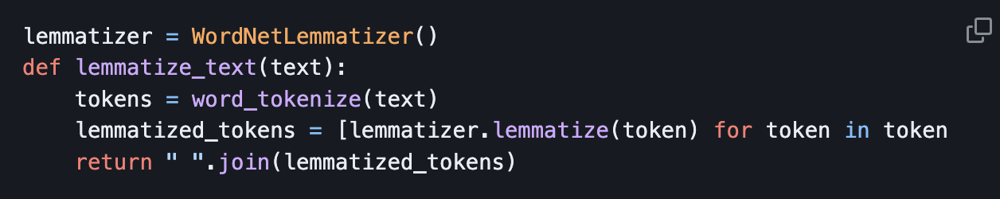 lemmatizer = WordNetLemmatizer()
def lemmatize_text(text):
    tokens = word_tokenize(text)
    lemmatized_tokens = [lemmatizer.lemmatize(token) for token in token
    return " ".join(lemmatized_tokens)